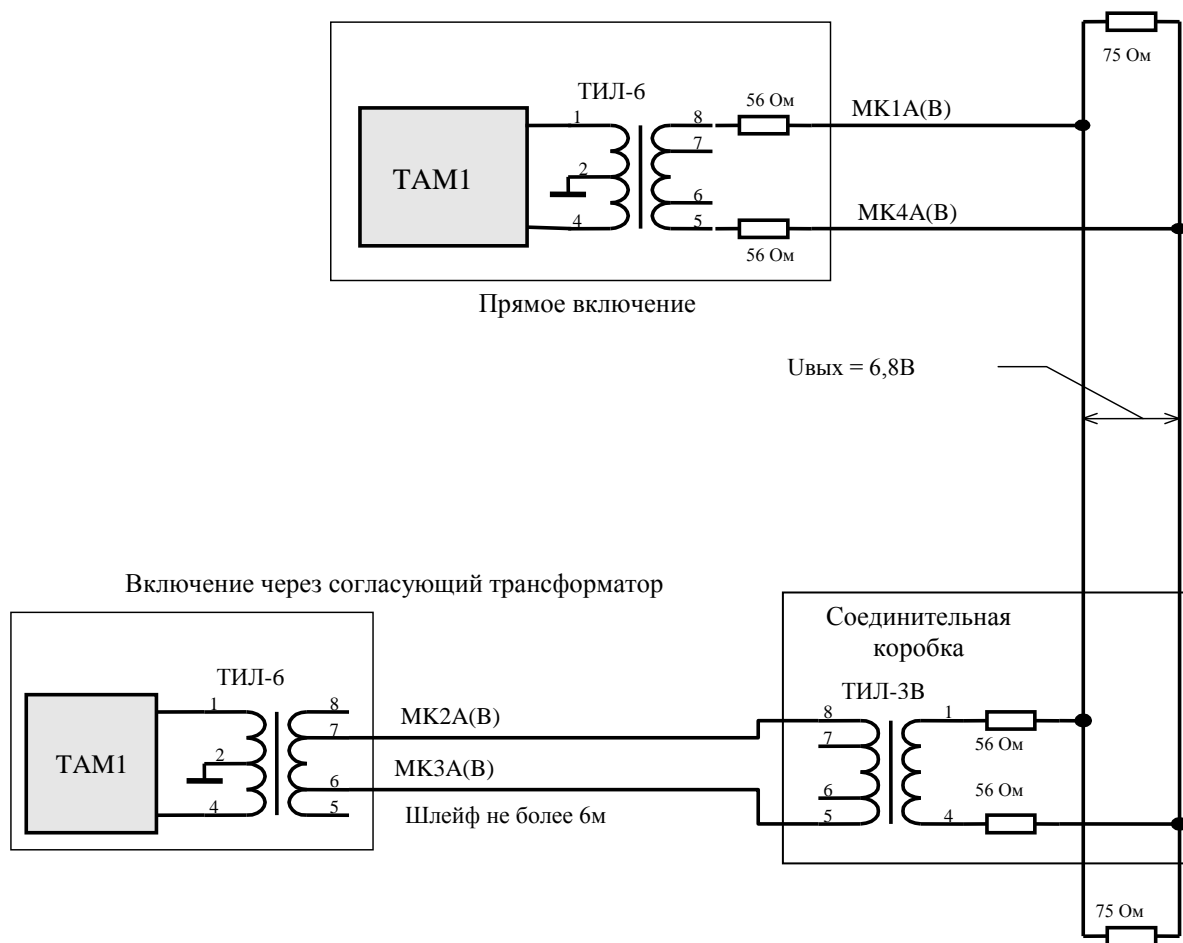 75 Ом
ТИЛ-6
56 Ом
МК1А(В)
1
8
7
ТАМ1
2
6
МК4А(В)
4
5
56 Ом
Прямое включение
Uвых = 6,8В
Включение через согласующий трансформатор
Соединительная
коробка
ТИЛ-6
ТИЛ-3В
1
8
МК2А(В)
8
1
7
7
56 Ом
ТАМ1
2
МК3А(В)
6
6
56 Ом
4
5
Шлейф не более 6м
5
4
75 Ом